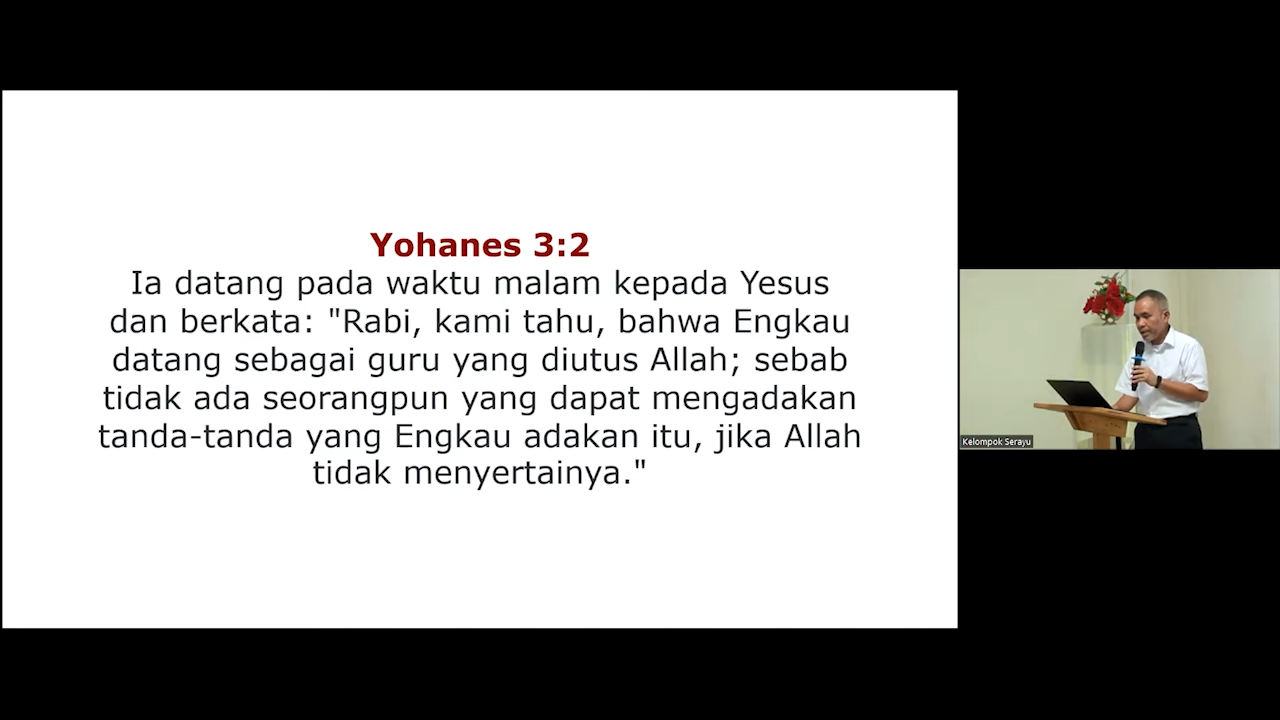 Yohanes 3:2
Ia datang pada waktu malam kepada Yesus
dan berkata: "Rabi, kami tahu, bahwa Engkau
datang sebagai guru yang diutus Allah; sebab
tidak ada seorangpun yang dapat mengadakan
tanda-tanda yang Engkau adakan itu, jika Allah
tidak menyertainya."
Kelompok Serayu